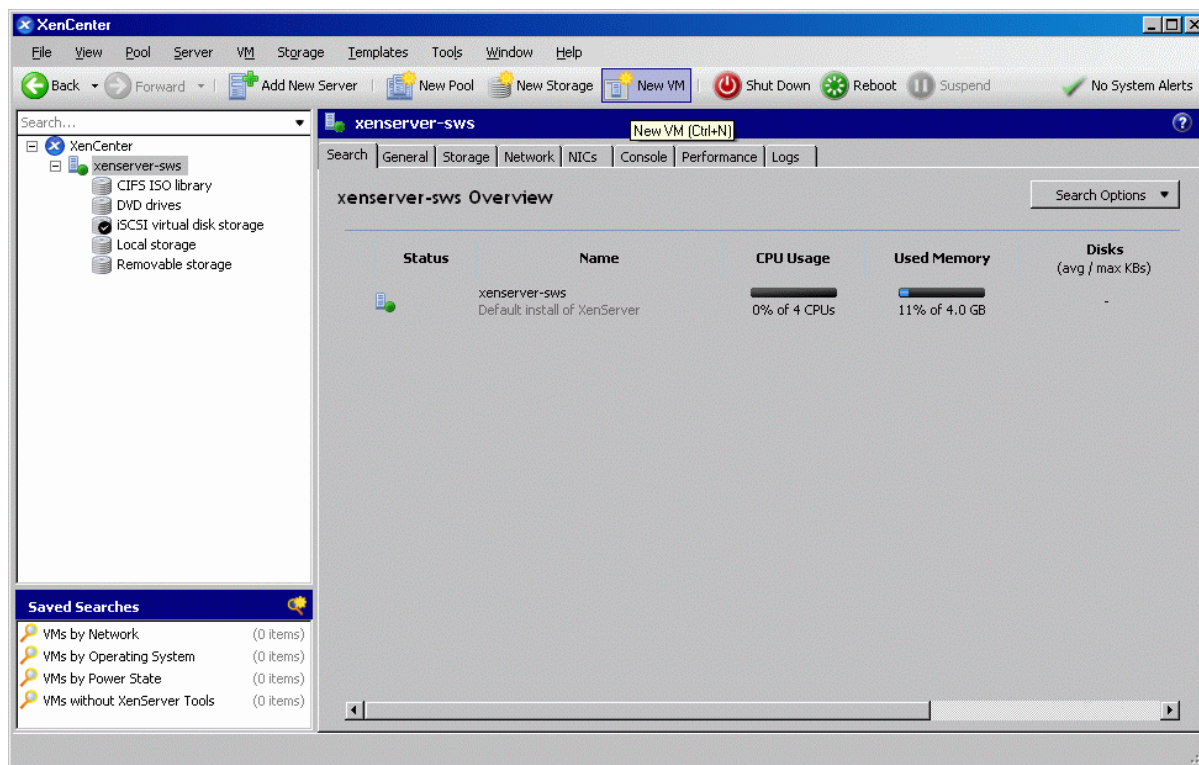 XenCenter
File View Pool Server VM Storage Templates Tools Window Help
Back Forward Add New Server New Pool New Storage New VM Shut Down Reboot Suspend No System Alerts
Search...
XenCenter
xenserver-sws
CIFS ISO library
DVD drives
iSCSI virtual disk storage
Local storage
Removable storage
xenserver-sws
New VM (Ctrl+N)
Search General Storage Network NICs Console Performance Logs
xenserver-sws Overview
Search Options
Status Name CPU Usage Used Memory Disks
(avg / max KBs)
xenserver-sws
Default install of XenServer
0% of 4 CPUs 11% of 4.0 GB -
Saved Searches
VMs by Network (0 items)
VMs by Operating System (0 items)
VMs by Power State (0 items)
VMs without XenServer Tools (0 items)